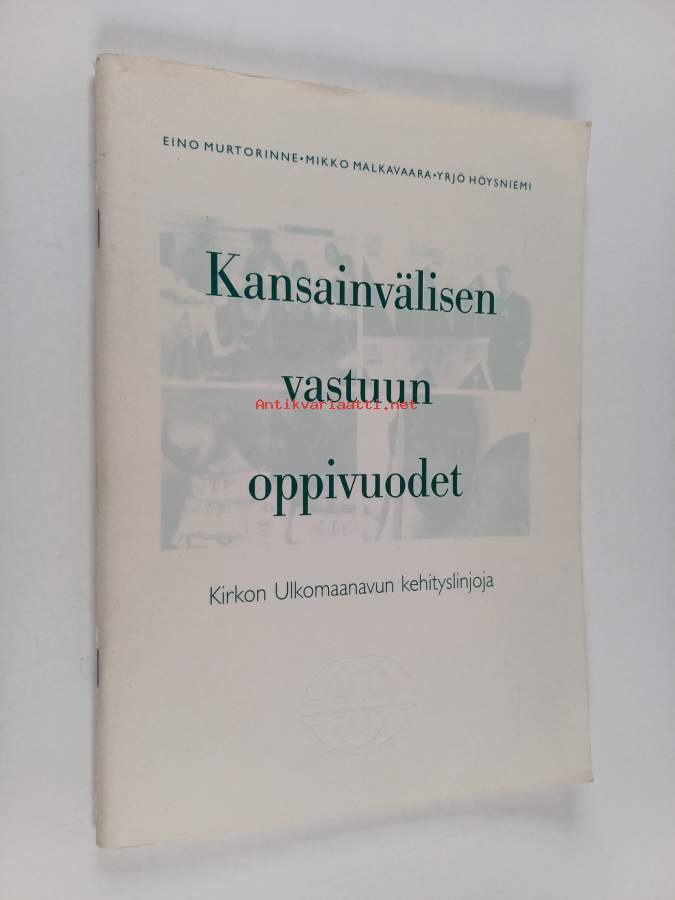 EINO MURTORINNE•MIKKO MALKAVAARA•YRJÖ HÖYSNIEMI
Kansainvälisen
vastuun
Antikvariaatti.net
oppivuodet
Kirkon Ulkomaanavun kehityslinjoja